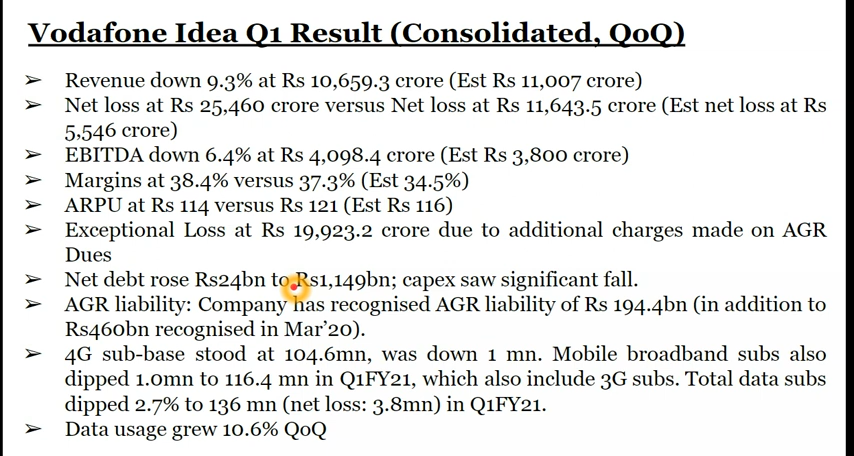 Vodafone Idea Q1 Result (Consolidated, QoQ)
➢ Revenue down 9.3% at Rs 10,659.3 crore (Est Rs 11,007 crore)
➢ Net loss at Rs 25,460 crore versus Net loss at Rs 11,643.5 crore (Est net loss at Rs
5,546 crore)
➢ EBITDA down 6.4% at Rs 4,098.4 crore (Est Rs 3,800 crore)
➢ Margins at 38.4% versus 37.3% (Est 34.5%)
➢ ARPU at Rs 114 versus Rs 121 (Est Rs 116)
➢ Exceptional Loss at Rs 19,923.2 crore due to additional charges made on AGR
Dues
➢ Net debt rose Rs24bn to Rs1,149bn; capex saw significant fall.
➢ AGR liability: Company has recognised AGR liability of Rs 194.4bn (in addition to
Rs460bn recognised in Mar'20).
➢ 4G sub-base stood at 104.6mn, was down 1 mn. Mobile broadband subs also
dipped 1.0mn to 116.4 mn in Q1FY21, which also include 3G subs. Total data subs
dipped 2.7% to 136 mn (net loss: 3.8mn) in Q1FY21.
➢ Data usage grew 10.6% QoQ